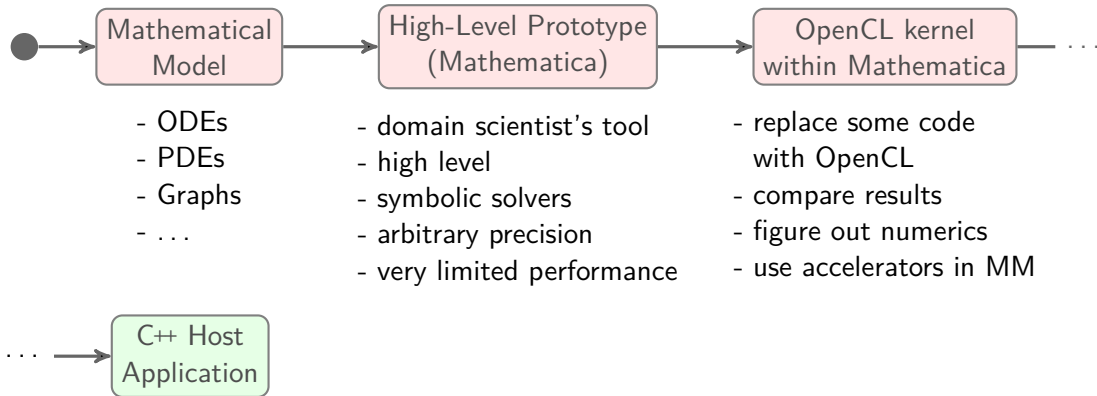 Mathematical
Model
High-Level Prototype
(Mathematica)
OpenCL kernel
within Mathematica
...
- ODEs
- PDEs
- Graphs
- ...
- domain scientist's tool
- high level
- symbolic solvers
- arbitrary precision
- very limited performance
- replace some code
with OpenCL
- compare results
- figure out numerics
- use accelerators in MM
...
C++ Host
Application